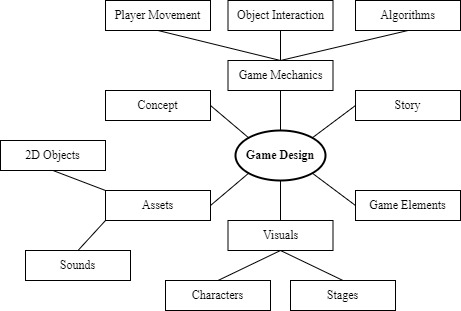 Player Movement
Object Interaction
Algorithms
Game Mechanics
Concept
Story
2D Objects
Game Design
Assets
Game Elements
Visuals
Sounds
Characters
Stages